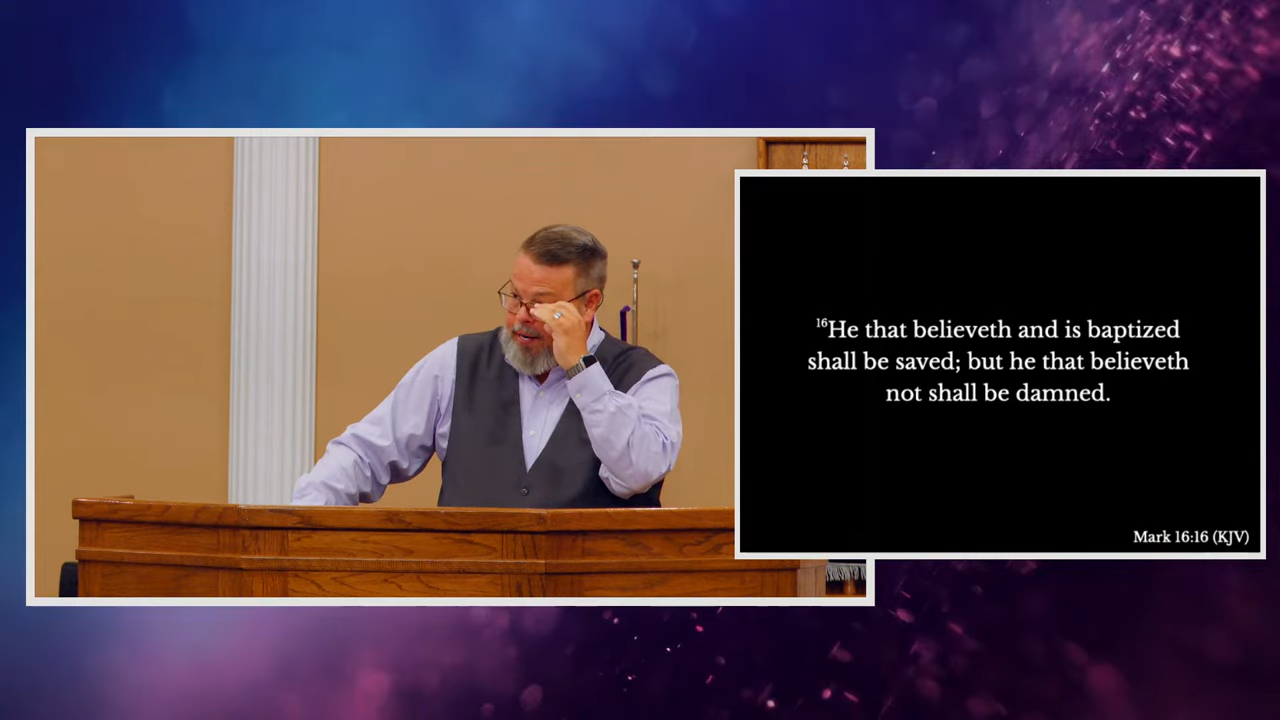 ¹⁶He that believeth and is baptized
shall be saved; but he that believeth
not shall be damned.
Mark 16:16 (KJV)